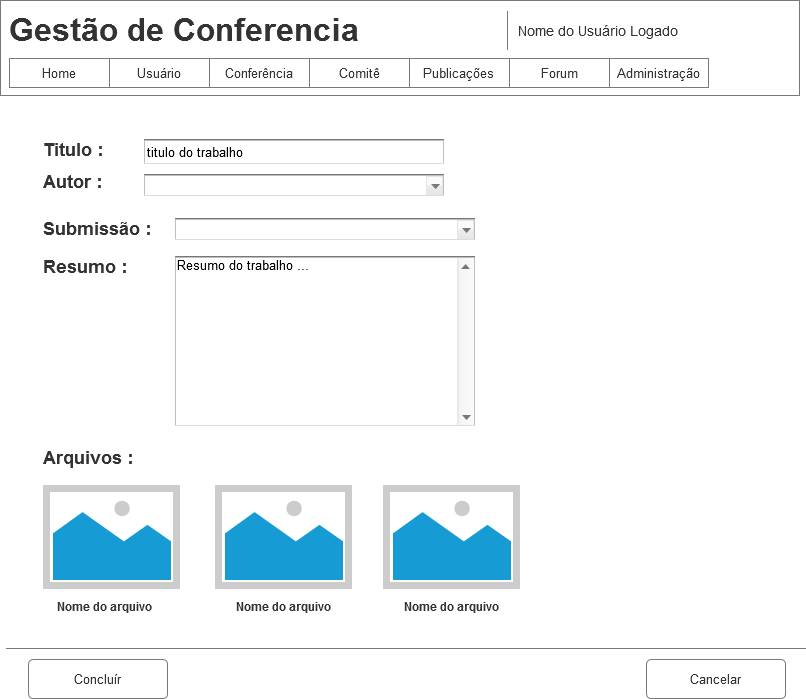 Gestão de Conferencia
Nome do Usuário Logado
Home
Usuário
Conferência
Comitê
Publicações
Forum
Administração
Titulo :
titulo do trabalho
Autor :
Submissão :
Resumo :
Resumo do trabalho ...
Arquivos :
Nome do arquivo
Nome do arquivo
Nome do arquivo
Concluír
Cancelar